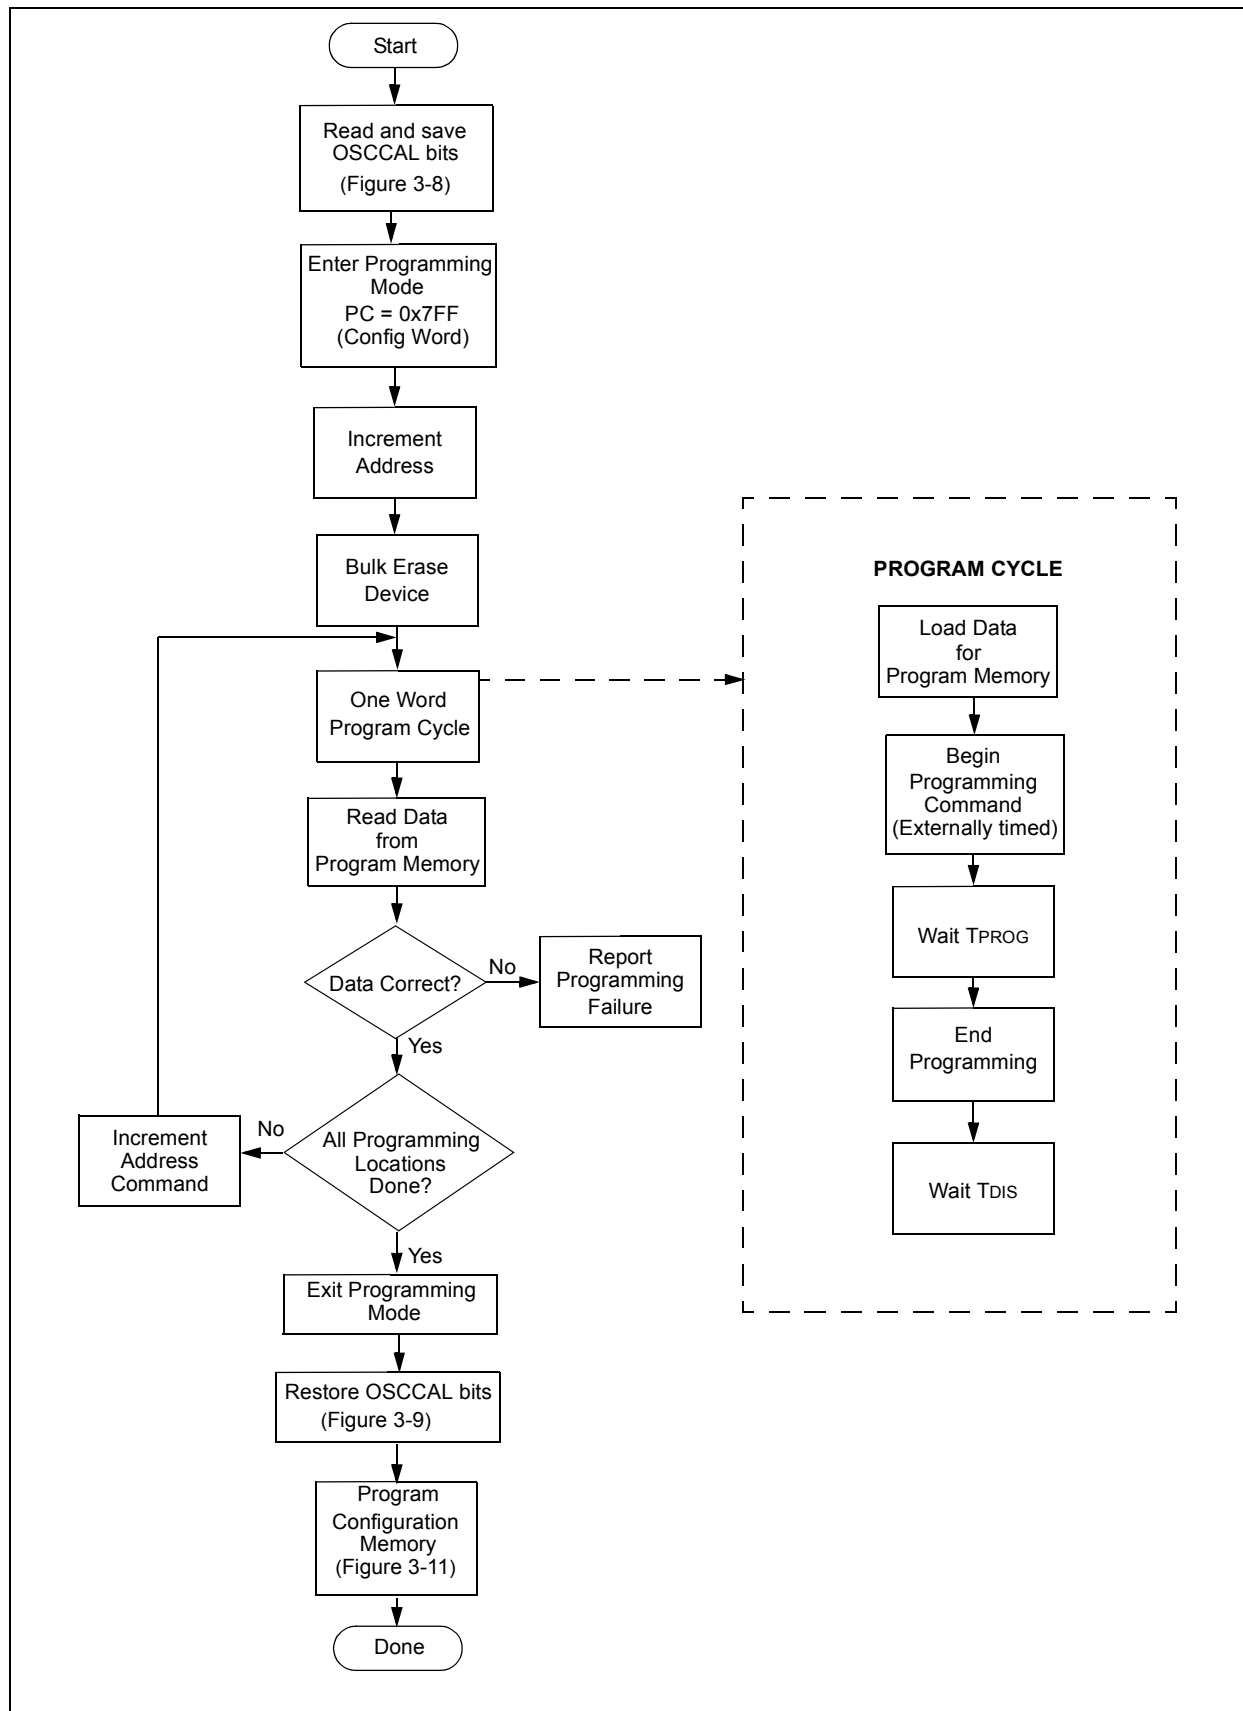 Start
Read and save
OSCCAL bits
(Figure 3-8)
Enter Programming
Mode
PC = 0x7FF
(Config Word)
Increment
Address
Bulk Erase
Device
One Word
Program Cycle
Read Data
from
Program Memory
Data Correct?
No
Report
Programming
Failure
Yes
All Programming
Locations
Done?
No
Increment
Address
Command
Yes
Exit Programming
Mode
Restore OSCCAL bits
(Figure 3-9)
Program
Configuration
Memory
(Figure 3-11)
Done
PROGRAM CYCLE
Load Data
for
Program Memory
Begin
Programming
Command
(Externally timed)
Wait TPROG
End
Programming
Wait TDIS